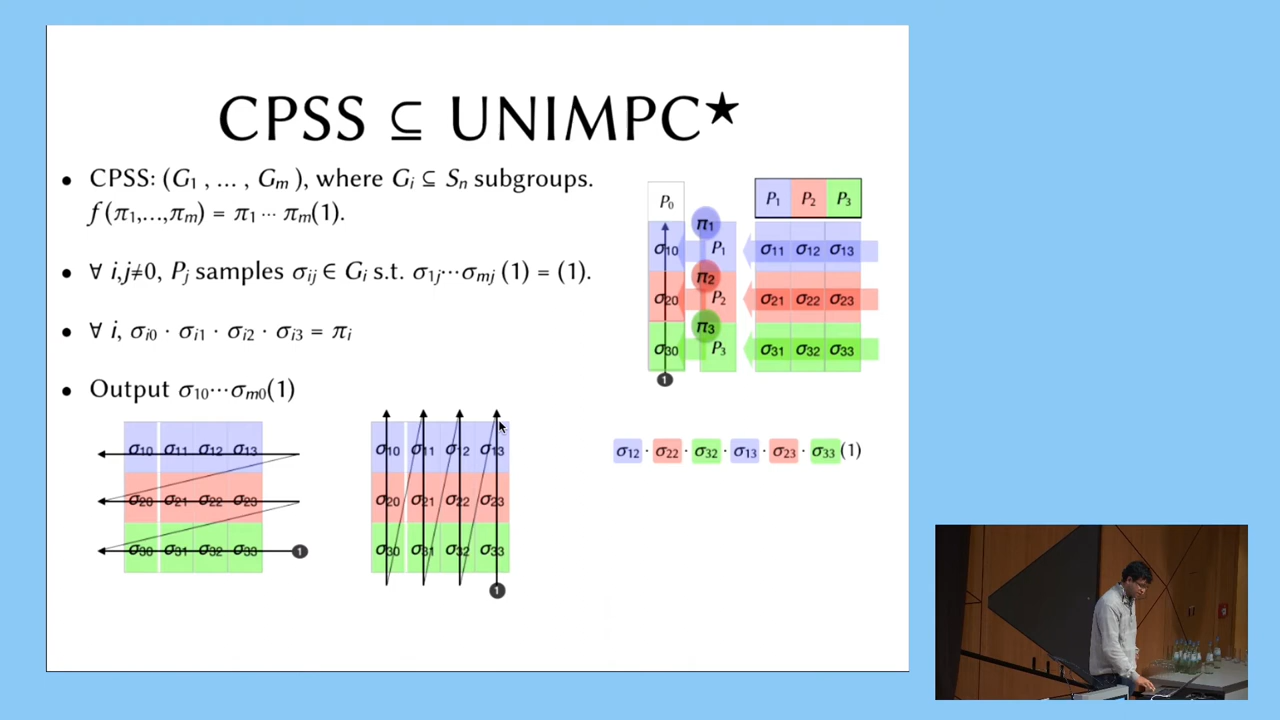 CPSS ⊆ UNIMPC★
• CPSS: (G₁ , … , Gₘ ), where Gᵢ ⊆ Sₙ subgroups.
f (π₁,…,πₘ) = π₁ ··· πₘ(1).
• ∀ i,j≠0, Pⱼ samples σᵢⱼ ∈ Gᵢ s.t. σ₁ⱼ···σₘⱼ (1) = (1).
• ∀ i, σᵢ₀ · σᵢ₁ · σᵢ₂ · σᵢ₃ = πᵢ
• Output σ₁₀···σₘ₀(1)
P₀ P₁ P₂ P₃
π₁
σ₁₀ P₁ σ₁₁ σ₁₂ σ₁₃
π₂
σ₂₀ P₂ σ₂₁ σ₂₂ σ₂₃
π₃
σ₃₀ P₃ σ₃₁ σ₃₂ σ₃₃
1
σ₁₀ σ₁₁ σ₁₂ σ₁₃
σ₂₀ σ₂₁ σ₂₂ σ₂₃
σ₃₀ σ₃₁ σ₃₂ σ₃₃ 1
σ₁₀ σ₁₁ σ₁₂ σ₁₃
σ₂₀ σ₂₁ σ₂₂ σ₂₃
σ₃₀ σ₃₁ σ₃₂ σ₃₃
1
σ₁₂ · σ₂₂ · σ₃₂ · σ₁₃ · σ₂₃ · σ₃₃ (1)